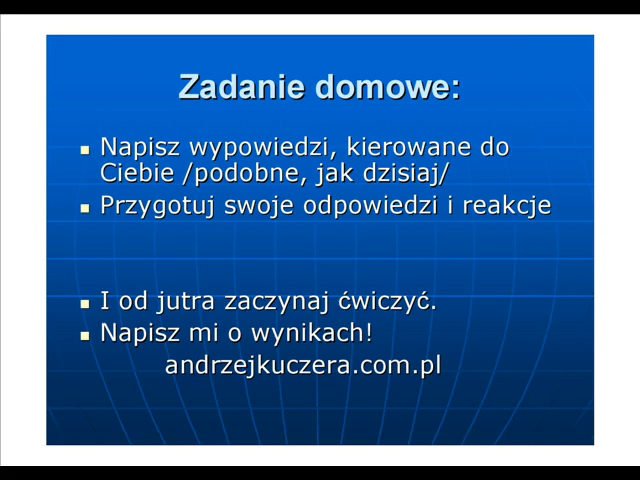 Zadanie domowe:
Napisz wypowiedzi, kierowane do
Ciebie /podobne, jak dzisiaj/
Przygotuj swoje odpowiedzi i reakcje
I od jutra zaczynaj ćwiczyć.
Napisz mi o wynikach!
andrzejkuczera.com.pl